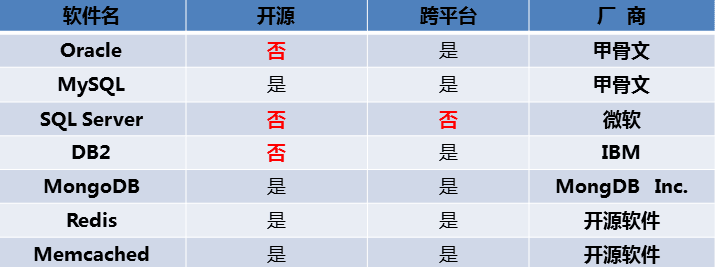 软件名 开源 跨平台 厂 商
Oracle 否 是 甲骨文
MySQL 是 是 甲骨文
SQL Server 否 否 微软
DB2 否 是 IBM
MongoDB 是 是 MongDB Inc.
Redis 是 是 开源软件
Memcached 是 是 开源软件